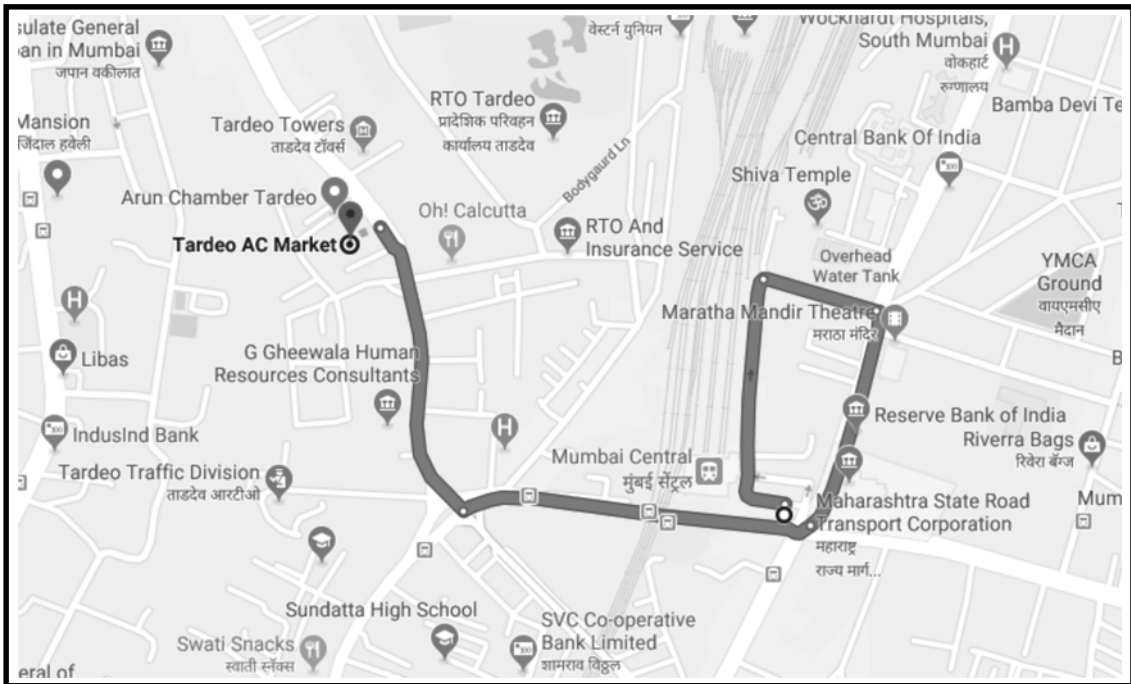 sulate General
pan in Mumbai
जपान वकीलात
वेस्टर्न युनियन
Wockhardt Hospitals,
South Mumbai
वोकहार्ट
रुग्णालय
Bamba Devi Te
Mansion
जिंदाल हवेली
Tardeo Towers
ताडदेव टॉवर्स
RTO Tardeo
प्रादेशिक परिवहन
कार्यालय ताडदेव
Central Bank Of India
Bodygaurd Ln
Shiva Temple
Arun Chamber Tardeo
Oh! Calcutta
Tardeo AC Market
RTO And
Insurance Service
Overhead
Water Tank
YMCA
Ground
वायएमसीए
मैदान
Maratha Mandir Theatre
मराठा मंदिर
Libas
G Gheewala Human
Resources Consultants
IndusInd Bank
Reserve Bank of India
Riverra Bags
रिवेरा बॅग्ज
Tardeo Traffic Division
ताडदेव आरटीओ
Mumbai Central
मुंबई सेंट्रल
Maharashtra State Road
Transport Corporation
महाराष्ट्र
राज्य मार्ग...
Mum
Sundatta High School
SVC Co-operative
Bank Limited
शामराव विठ्ठल
Swati Snacks
स्वाती स्नॅक्स
eral of